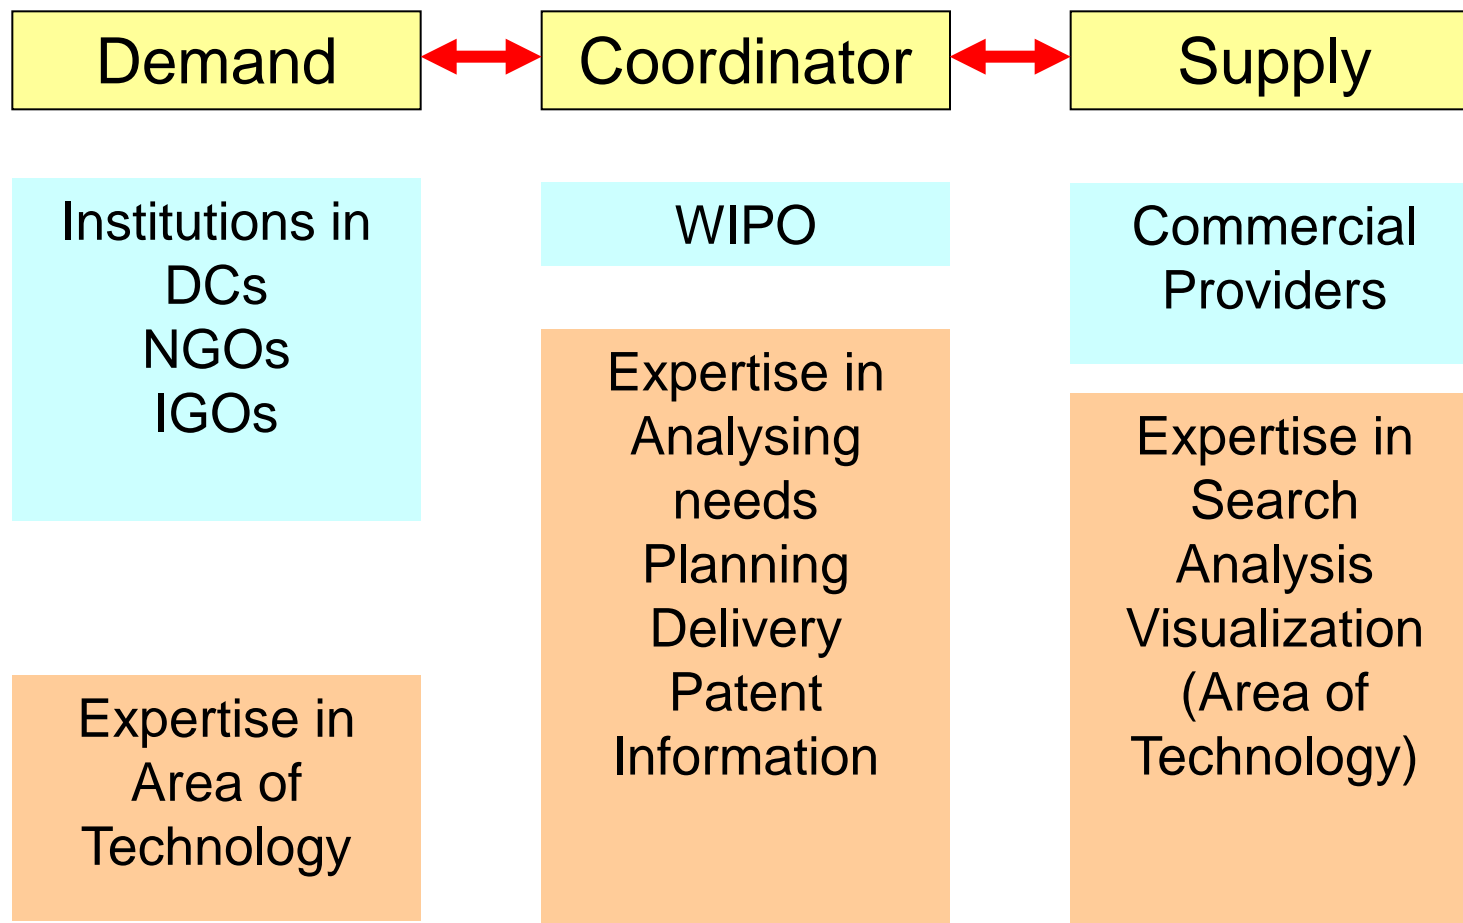 Demand
Coordinator
Supply
Institutions in
DCs
NGOs
IGOs
Expertise in
Area of
Technology
WIPO
Expertise in
Analysing
needs
Planning
Delivery
Patent
Information
Commercial
Providers
Expertise in
Search
Analysis
Visualization
(Area of
Technology)